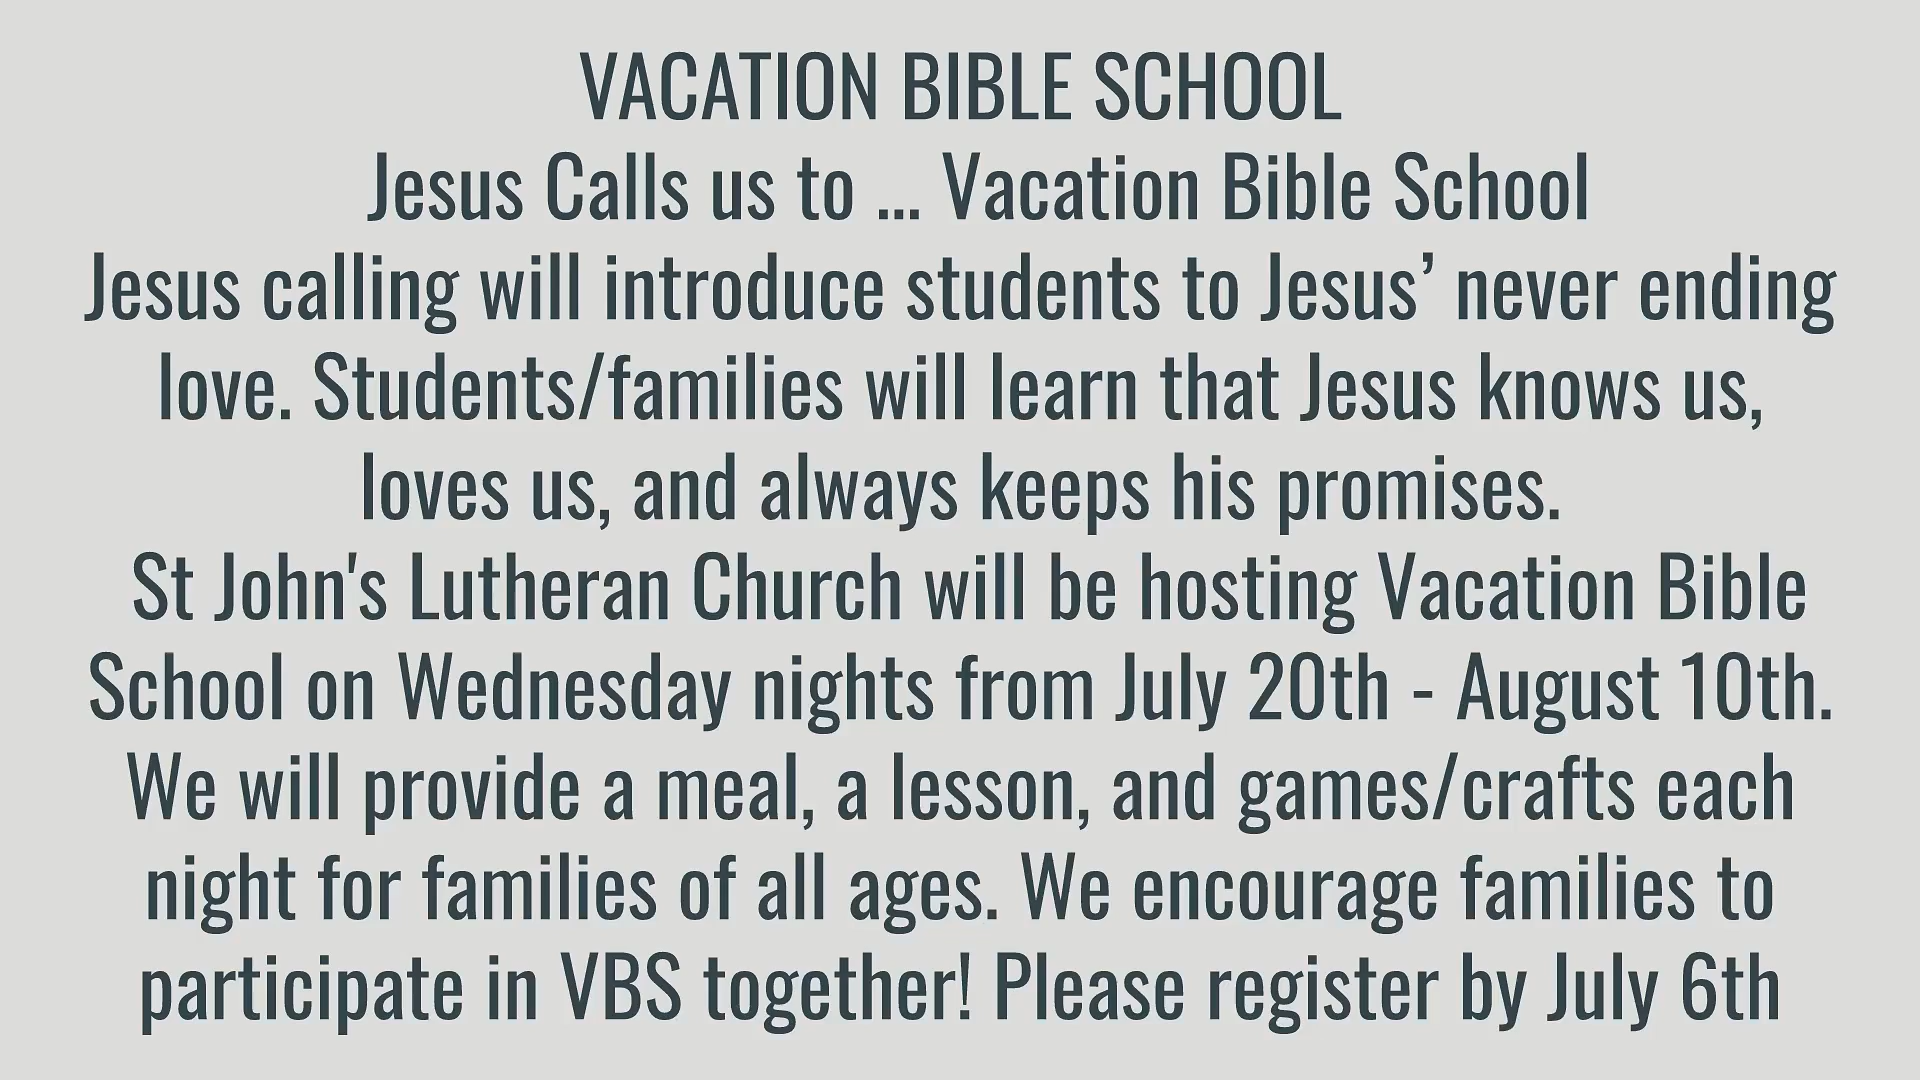 VACATION BIBLE SCHOOL
Jesus Calls us to ... Vacation Bible School
Jesus calling will introduce students to Jesus’ never ending
love. Students/families will learn that Jesus knows us,
loves us, and always keeps his promises.
St John's Lutheran Church will be hosting Vacation Bible
School on Wednesday nights from July 20th - August 10th.
We will provide a meal, a lesson, and games/crafts each
night for families of all ages. We encourage families to
participate in VBS together! Please register by July 6th